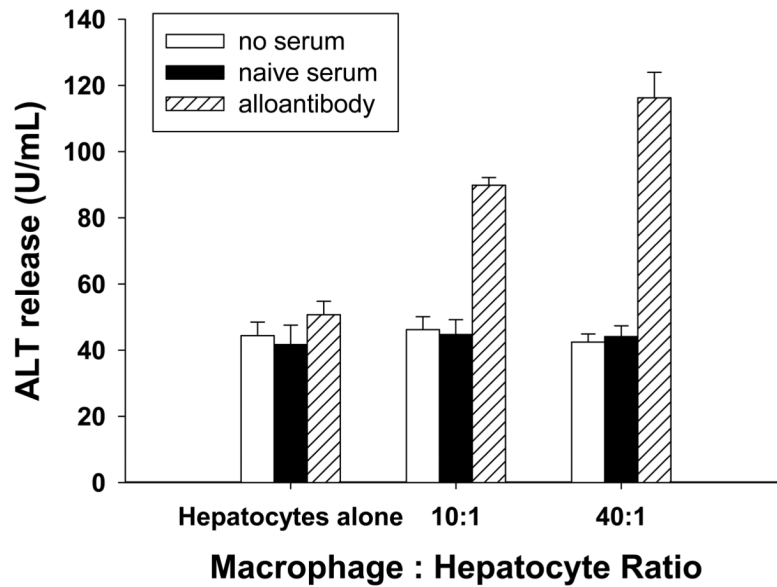 ALT release (U/mL)
140
120
100
80
60
40
20
0
no serum
naive serum
alloantibody
Hepatocytes alone 10:1 40:1
Macrophage : Hepatocyte Ratio